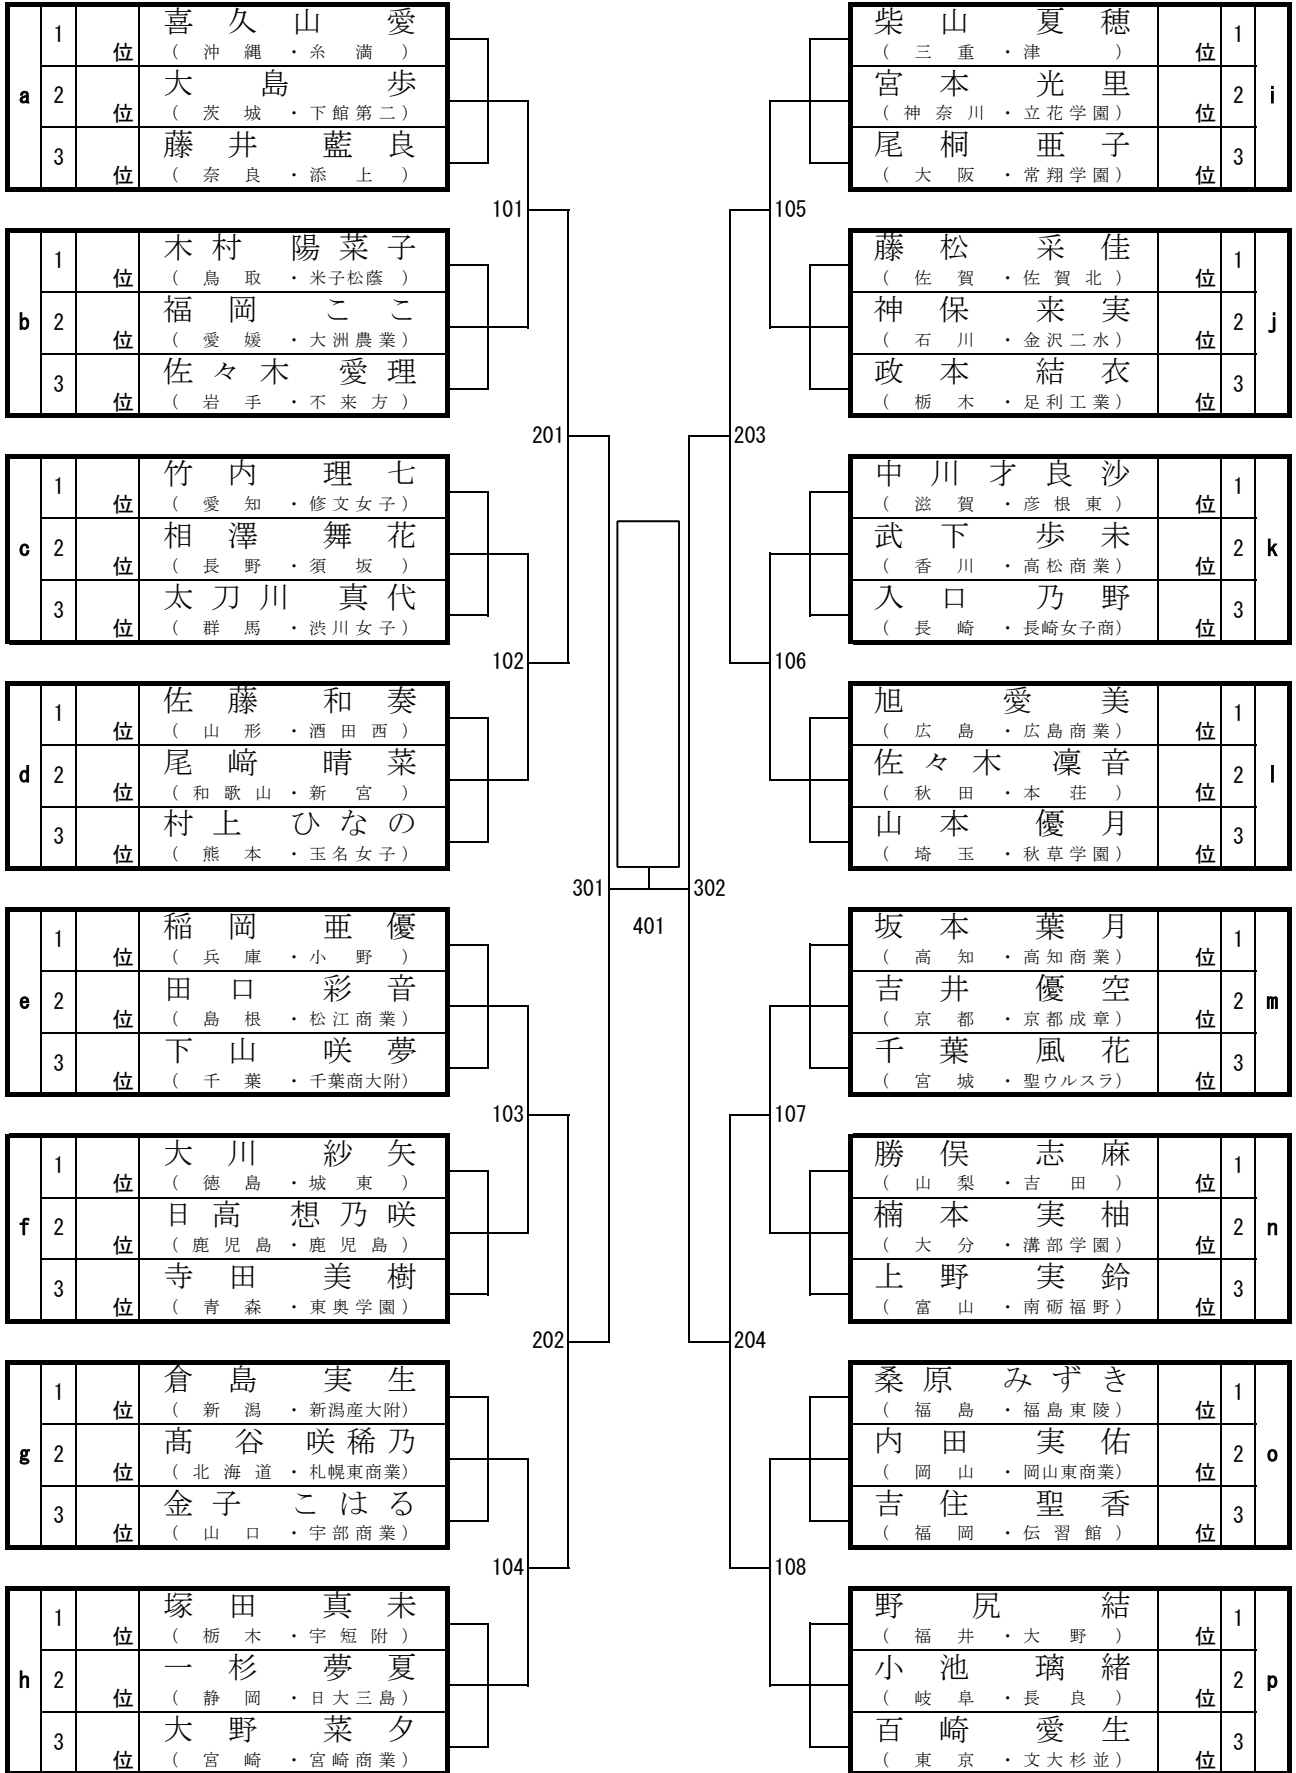 a
1 位 喜久山 愛
(沖縄・糸満)
2 位 大島 歩
(茨城・下館第二)
3 位 藤井 藍良
(奈良・添上)
101
b
1 位 木村 陽菜子
(鳥取・米子松蔭)
2 位 福岡 ここ
(愛媛・大洲農業)
3 位 佐々木 愛理
(岩手・不来方)
201
c
1 位 竹内 理七
(愛知・修文女子)
2 位 相澤 舞花
(長野・須坂)
3 位 太刀川 真代
(群馬・渋川女子)
102
d
1 位 佐藤 和奏
(山形・酒田西)
2 位 尾﨑 晴菜
(和歌山・新宮)
3 位 村上 ひなの
(熊本・玉名女子)
301
e
1 位 稲岡 亜優
(兵庫・小野)
2 位 田口 彩音
(島根・松江商業)
3 位 下山 咲夢
(千葉・千葉商大附)
103
f
1 位 大川 紗矢
(徳島・城東)
2 位 日高 想乃咲
(鹿児島・鹿児島)
3 位 寺田 美樹
(青森・東奥学園)
202
g
1 位 倉島 実生
(新潟・新潟産大附)
2 位 髙谷 咲稀乃
(北海道・札幌東商業)
3 位 金子 こはる
(山口・宇部商業)
104
h
1 位 塚田 真未
(栃木・宇短附)
2 位 一杉 夢夏
(静岡・日大三島)
3 位 大野 菜夕
(宮崎・宮崎商業)
401
柴山 夏穂 位 1
(三重・津)
宮本 光里 位 2
(神奈川・立花学園)
尾桐 亜子 位 3
(大阪・常翔学園)
i
105
藤松 采佳 位 1
(佐賀・佐賀北)
神保 来実 位 2
(石川・金沢二水)
政本 結衣 位 3
(栃木・足利工業)
j
203
中川 才良沙 位 1
(滋賀・彦根東)
武下 歩未 位 2
(香川・高松商業)
入口 乃野 位 3
(長崎・長崎女子商)
k
106
旭 愛美 位 1
(広島・広島商業)
佐々木 凜音 位 2
(秋田・本荘)
山本 優月 位 3
(埼玉・秋草学園)
l
302
坂本 葉月 位 1
(高知・高知商業)
吉井 優空 位 2
(京都・京都成章)
千葉 風花 位 3
(宮城・聖ウルスラ)
m
107
勝俣 志麻 位 1
(山梨・吉田)
楠本 実柚 位 2
(大分・溝部学園)
上野 実鈴 位 3
(富山・南砺福野)
n
204
桑原 みずき 位 1
(福島・福島東陵)
内田 実佑 位 2
(岡山・岡山東商業)
吉住 聖香 位 3
(福岡・伝習館)
o
108
野尻 結 位 1
(福井・大野)
小池 璃緒 位 2
(岐阜・長良)
百崎 愛生 位 3
(東京・文大杉並)
p